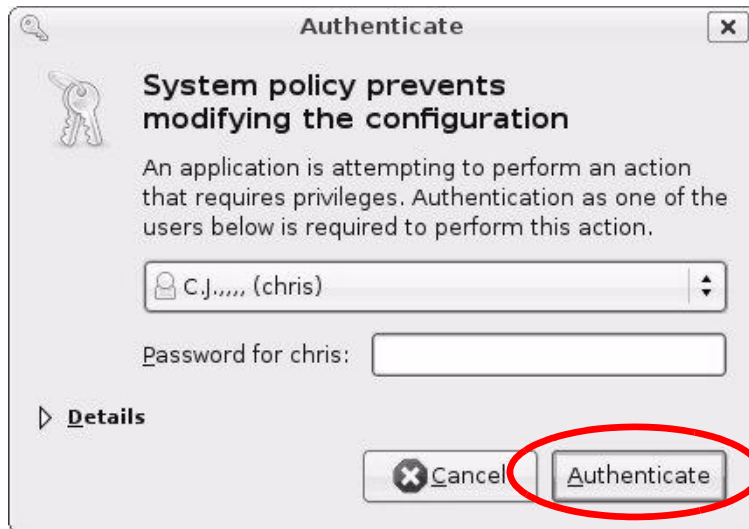 Authenticate
System policy prevents
modifying the configuration
An application is attempting to perform an action
that requires privileges. Authentication as one of the
users below is required to perform this action.
C.J.,,,, (chris)
Password for chris:
Details
Cancel
Authenticate